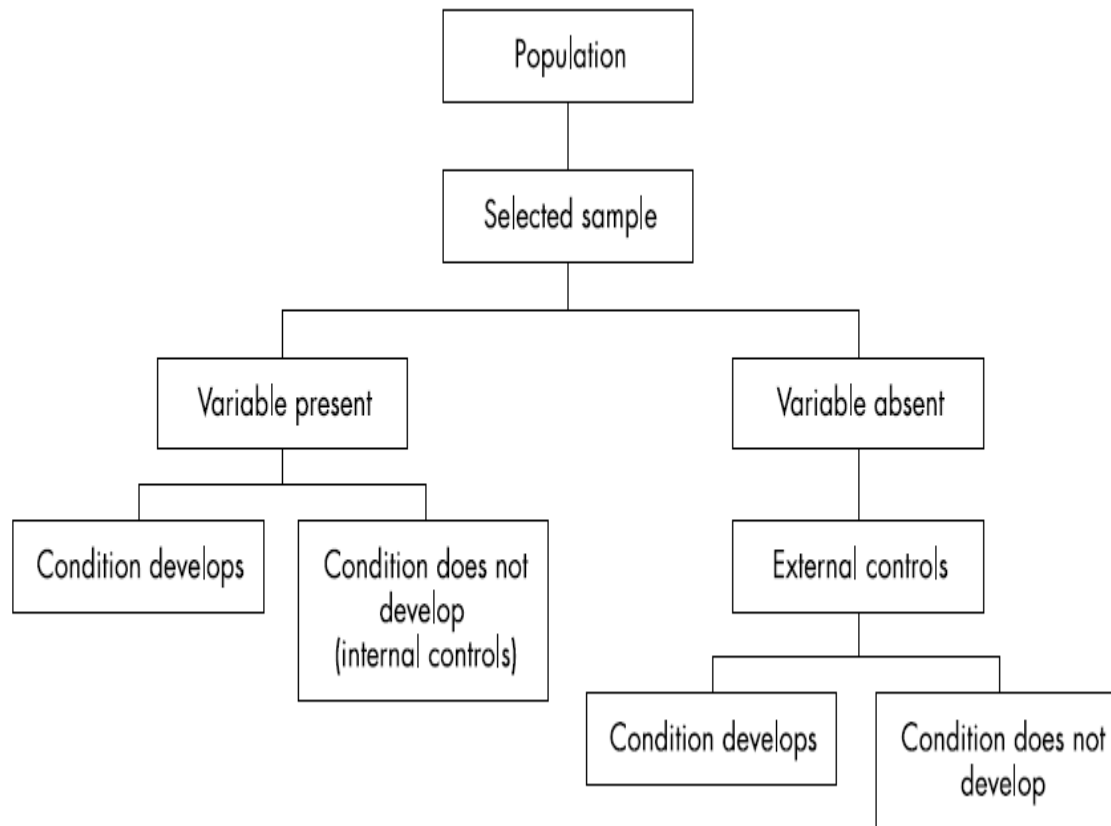 Population
Selected sample
Variable present
Variable absent
Condition develops
Condition does not
develop
(internal controls)
External controls
Condition develops
Condition does not
develop